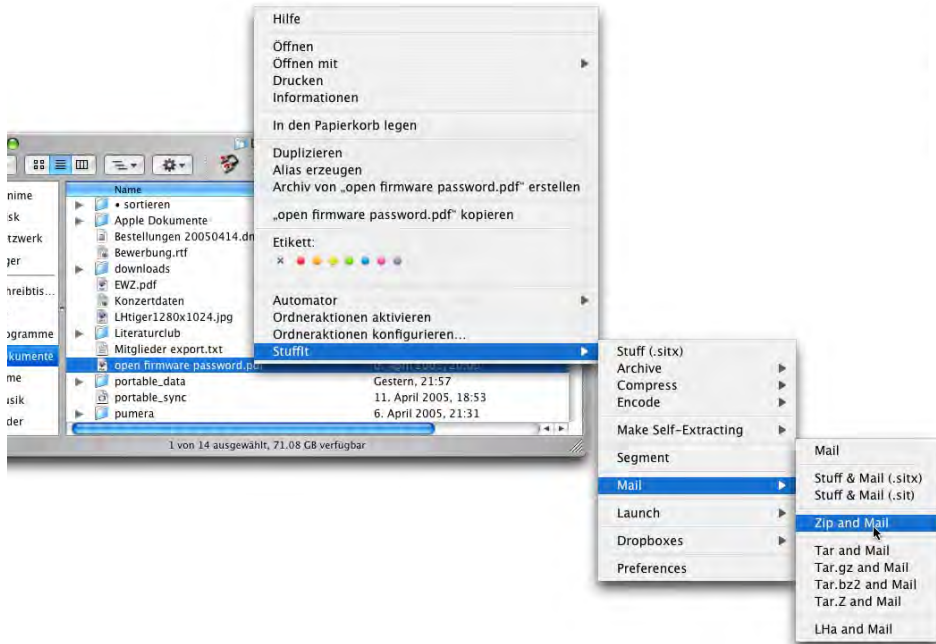 Hilfe
Öffnen
Öffnen mit
Drucken
Informationen
In den Papierkorb legen
Duplizieren
Alias erzeugen
Archiv von „open firmware password.pdf“ erstellen
„open firmware password.pdf“ kopieren
Etikett:
Automator
Ordneraktionen aktivieren
Ordneraktionen konfigurieren...
StuffIt
nime
sk
tzwerk
ger
hreibtis...
ogramme
kumente
me
usik
der
Name
• sortieren
Apple Dokumente
Bestellungen 20050414.dm
Bewerbung.rtf
downloads
EWZ.pdf
Konzertdaten
LHtiger1280x1024.jpg
Literaturclub
Mitglieder export.txt
open firmware password.pdf
portable_data Gestern, 21:57
portable_sync 11. April 2005, 18:53
pumera 6. April 2005, 21:31
1 von 14 ausgewählt, 71.08 GB verfügbar
Stuff (.sitx)
Archive
Compress
Encode
Make Self-Extracting
Segment
Mail
Launch
Dropboxes
Preferences
Mail
Stuff & Mail (.sitx)
Stuff & Mail (.sit)
Zip and Mail
Tar and Mail
Tar.gz and Mail
Tar.bz2 and Mail
Tar.Z and Mail
LHa and Mail